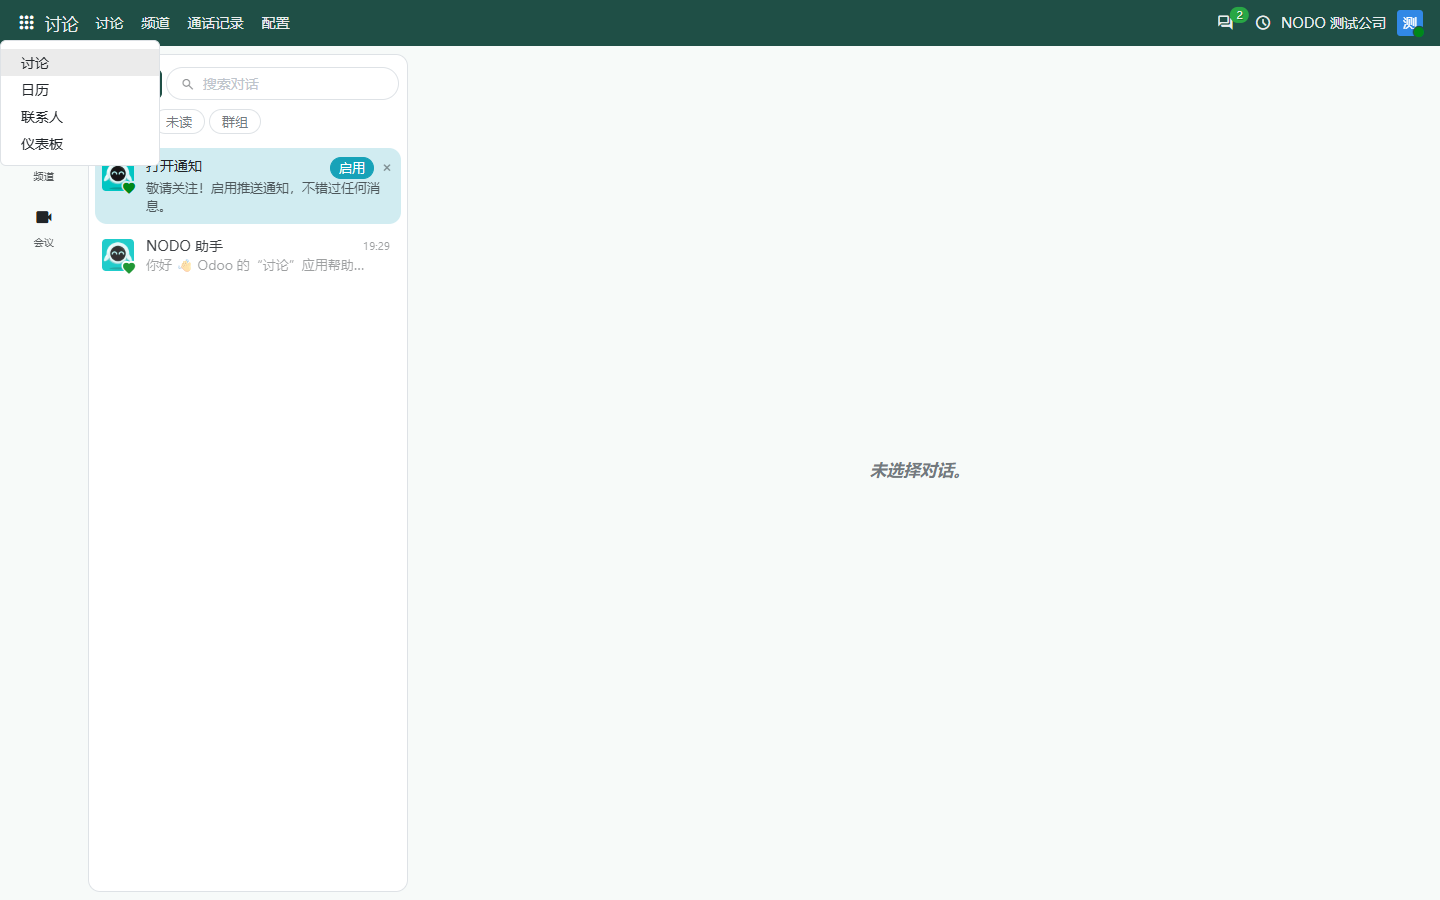 讨论 讨论 频道 通话记录 配置 2 NODO 测试公司 测
讨论
日历
联系人
仪表板
搜索对话
未读 群组
打开通知 启用
敬请关注！启用推送通知，不错过任何消
息。
频道
会议
NODO 助手 19:29
你好 👋 Odoo 的“讨论”应用帮助...
未选择对话。